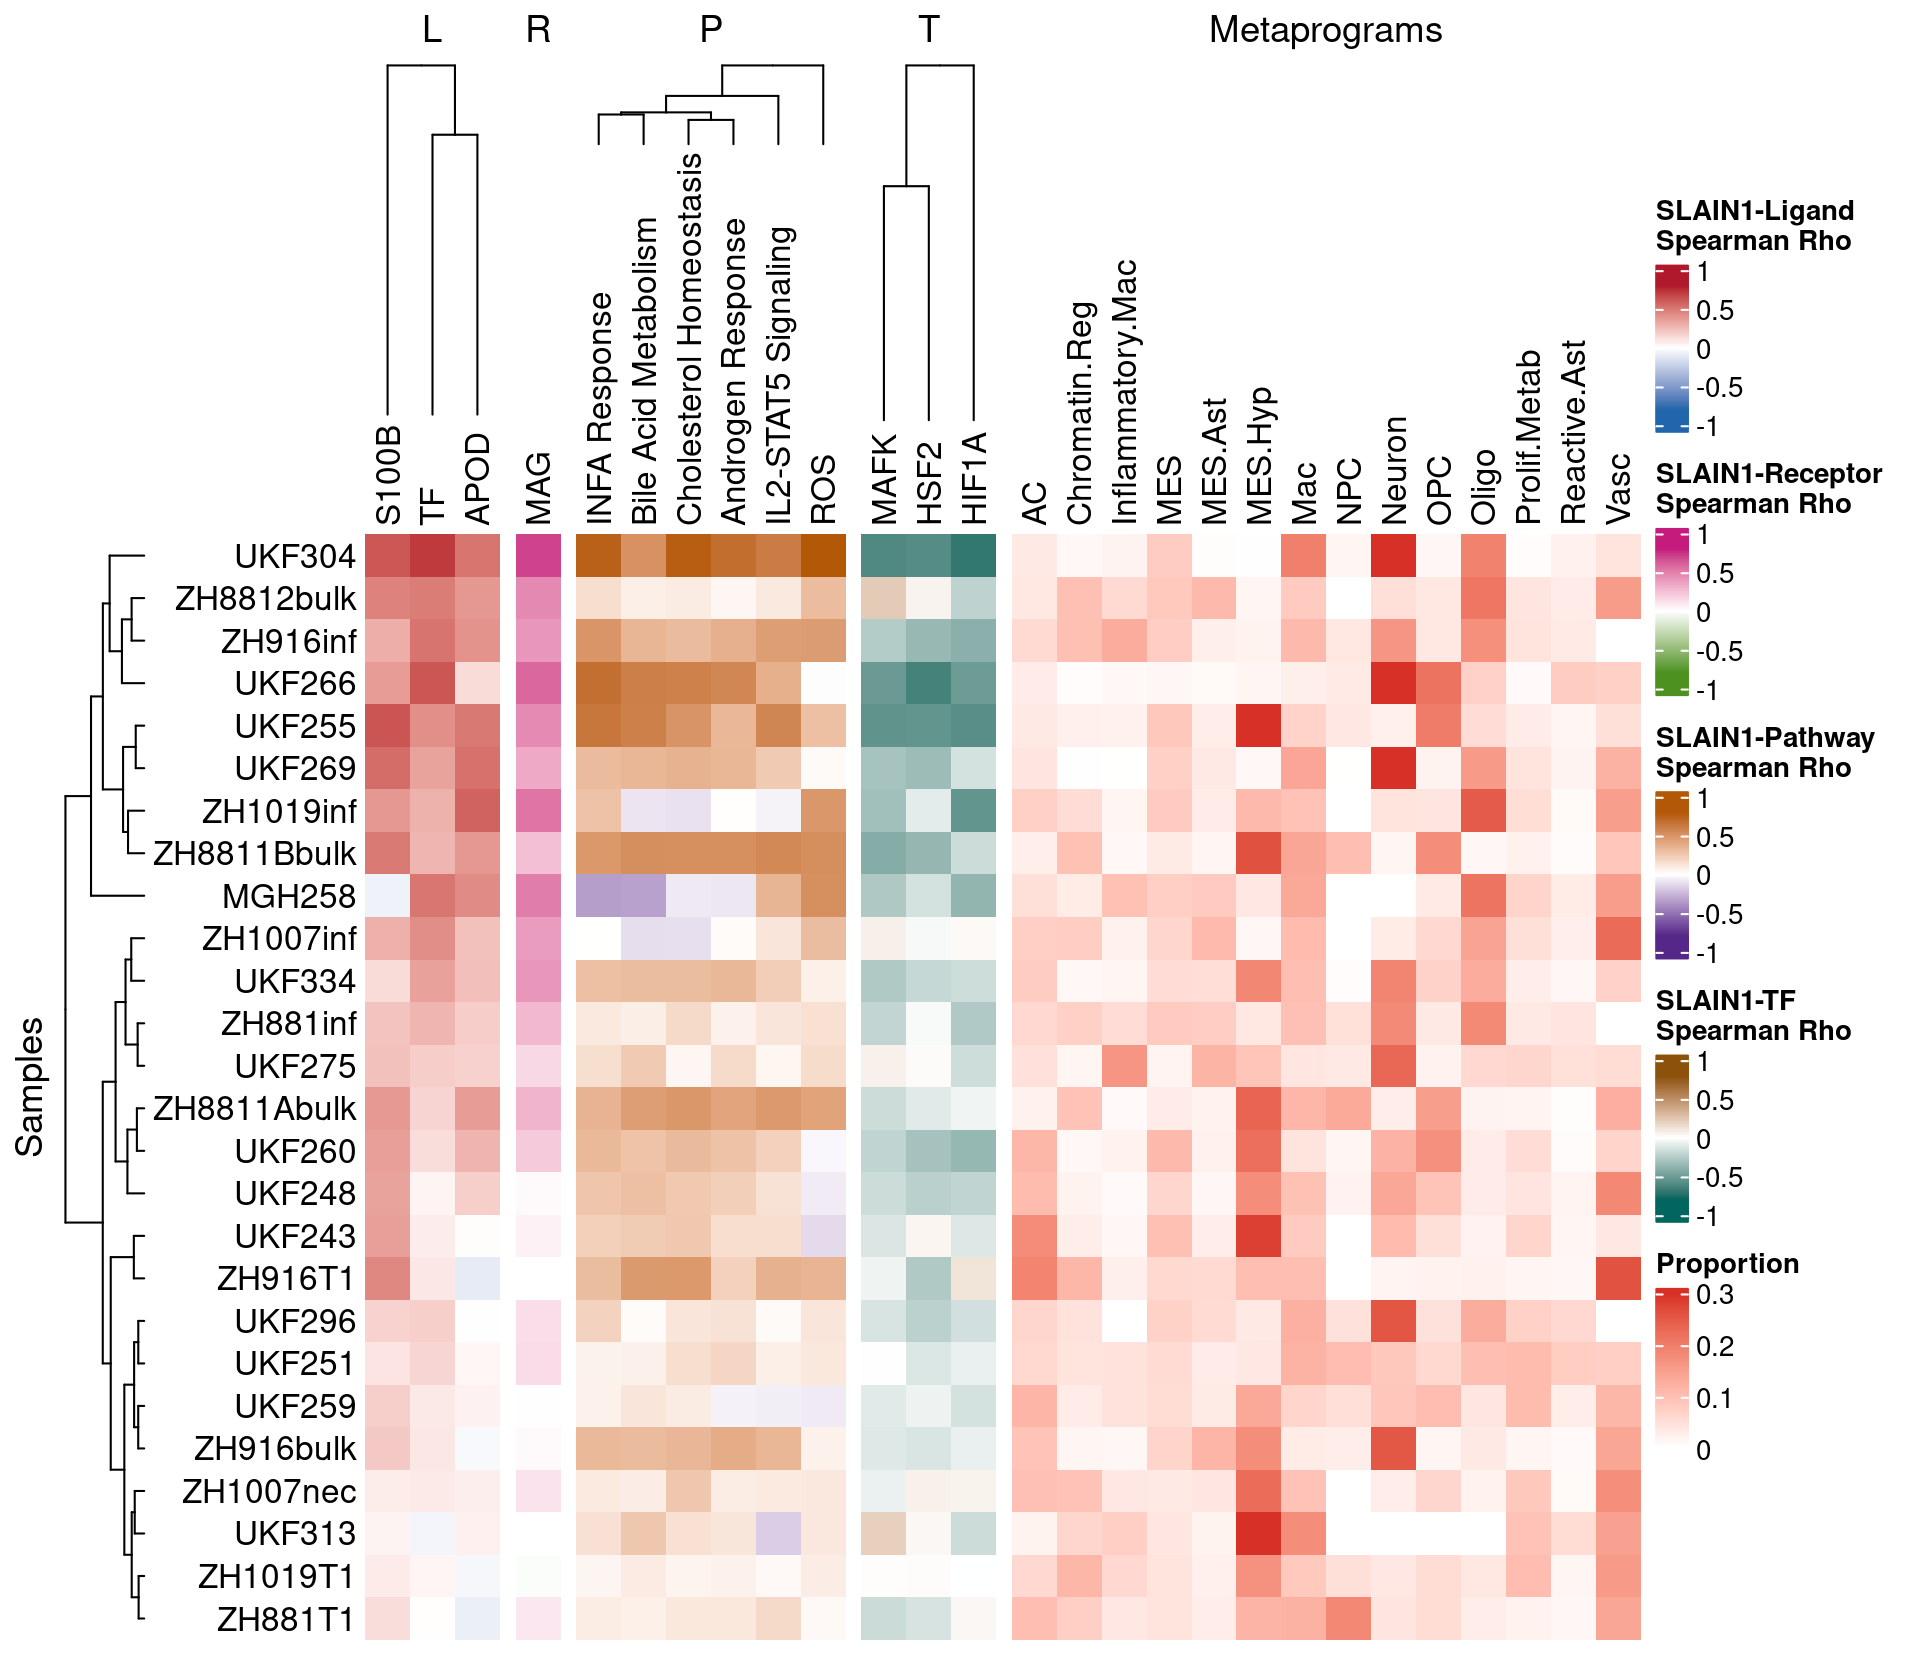 L R P T Metaprograms
S100B
TF
APOD
MAG
INFA Response
Bile Acid Metabolism
Cholesterol Homeostasis
Androgen Response
IL2-STAT5 Signaling
ROS
MAFK
HSF2
HIF1A
AC
Chromatin.Reg
Inflammatory.Mac
MES
MES.Ast
MES.Hyp
Mac
NPC
Neuron
OPC
Oligo
Prolif.Metab
Reactive.Ast
Vasc
Samples
UKF304
ZH8812bulk
ZH916inf
UKF266
UKF255
UKF269
ZH1019inf
ZH8811Bbulk
MGH258
ZH1007inf
UKF334
ZH881inf
UKF275
ZH8811Abulk
UKF260
UKF248
UKF243
ZH916T1
UKF296
UKF251
UKF259
ZH916bulk
ZH1007nec
UKF313
ZH1019T1
ZH881T1
SLAIN1-Ligand
Spearman Rho
1
0.5
0
-0.5
-1
SLAIN1-Receptor
Spearman Rho
1
0.5
0
-0.5
-1
SLAIN1-Pathway
Spearman Rho
1
0.5
0
-0.5
-1
SLAIN1-TF
Spearman Rho
1
0.5
0
-0.5
-1
Proportion
0.3
0.2
0.1
0